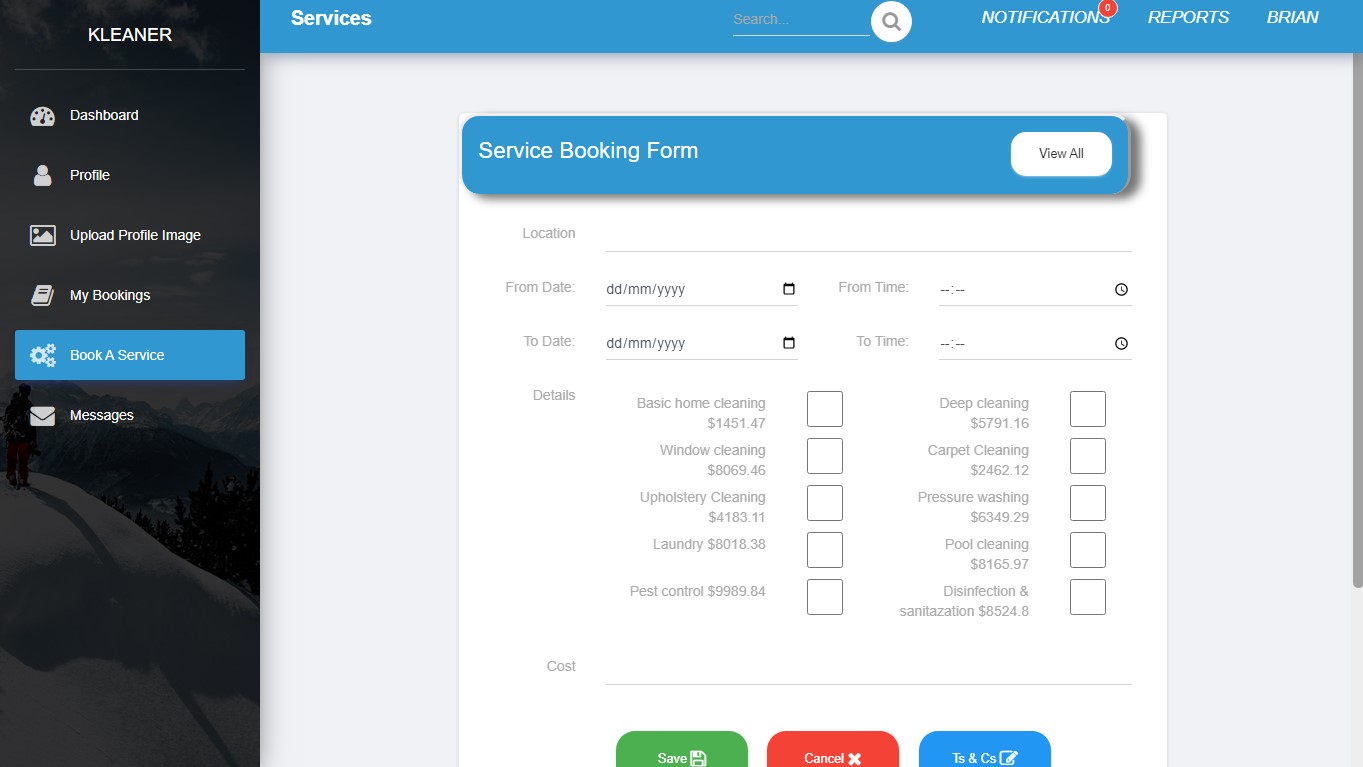 KLEANER
Dashboard
Profile
Upload Profile Image
My Bookings
Book A Service
Messages
Services
Search...
NOTIFICATIONS 0
REPORTS
BRIAN
Service Booking Form
View All
Location
From Date: dd/mm/yyyy From Time: --:--
To Date: dd/mm/yyyy To Time: --:--
Details
Basic home cleaning
$1451.47
Deep cleaning
$5791.16
Window cleaning
$8069.46
Carpet Cleaning
$2462.12
Upholstery Cleaning
$4183.11
Pressure washing
$6349.29
Laundry $8018.38
Pool cleaning
$8165.97
Pest control $9989.84
Disinfection &
sanitazation $8524.8
Cost
Save
Cancel
Ts & Cs